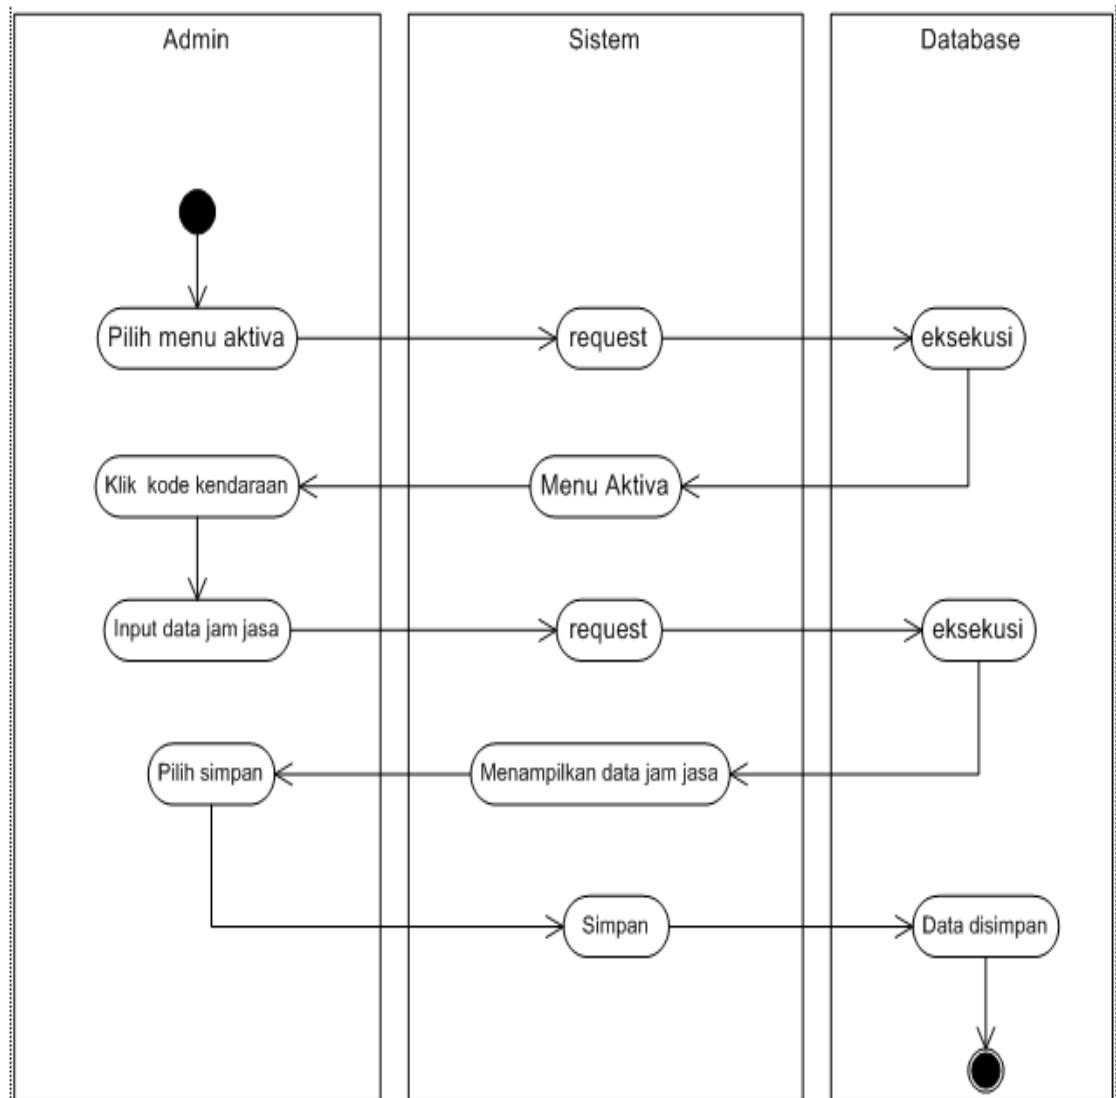 Admin
Sistem
Database
Pilih menu aktiva
request
eksekusi
Klik kode kendaraan
Menu Aktiva
Input data jam jasa
request
eksekusi
Pilih simpan
Menampilkan data jam jasa
Simpan
Data disimpan